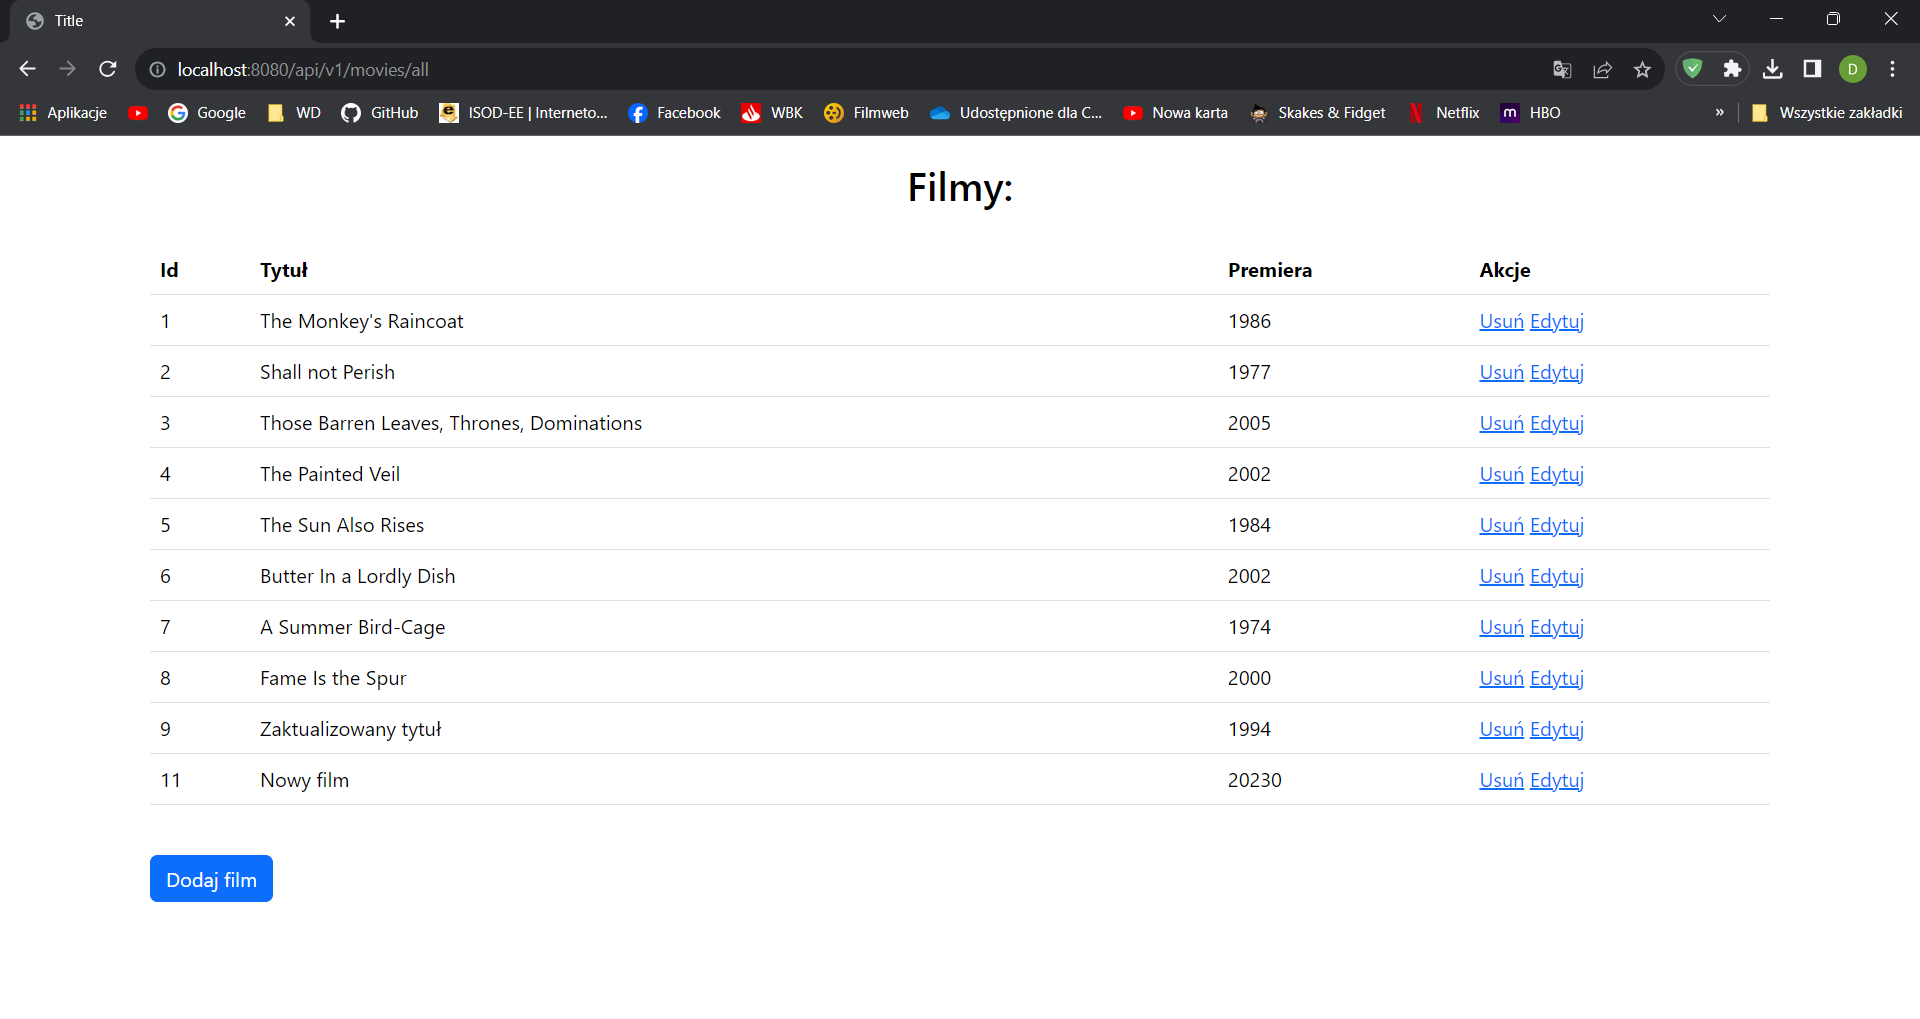 Title
localhost:8080/api/v1/movies/all
D
Aplikacje Google WD GitHub ISOD-EE | Interneto... Facebook WBK Filmweb Udostępnione dla C... Nowa karta Skakes & Fidget Netflix m HBO » Wszystkie zakładki
Filmy:
Id Tytuł Premiera Akcje
1 The Monkey's Raincoat 1986 Usuń Edytuj
2 Shall not Perish 1977 Usuń Edytuj
3 Those Barren Leaves, Thrones, Dominations 2005 Usuń Edytuj
4 The Painted Veil 2002 Usuń Edytuj
5 The Sun Also Rises 1984 Usuń Edytuj
6 Butter In a Lordly Dish 2002 Usuń Edytuj
7 A Summer Bird-Cage 1974 Usuń Edytuj
8 Fame Is the Spur 2000 Usuń Edytuj
9 Zaktualizowany tytuł 1994 Usuń Edytuj
11 Nowy film 20230 Usuń Edytuj
Dodaj film